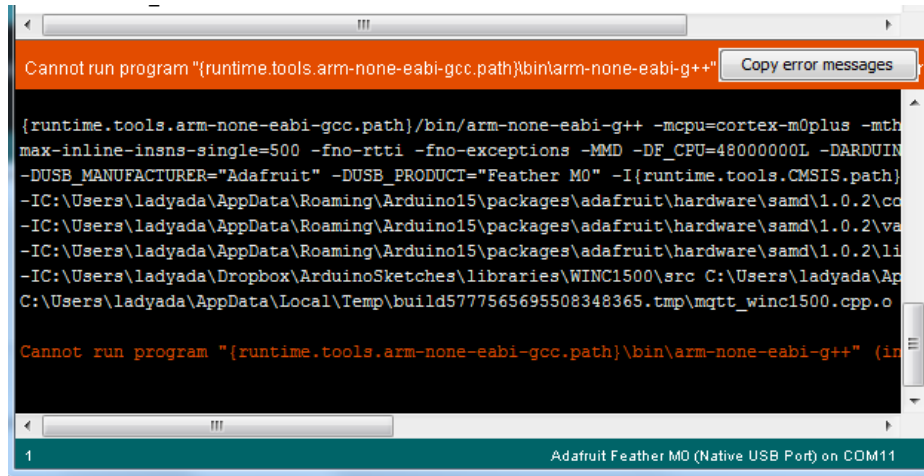 Cannot run program "{runtime.tools.arm-none-eabi-gcc.path}\bin\arm-none-eabi-g++"
Copy error messages
{runtime.tools.arm-none-eabi-gcc.path}/bin/arm-none-eabi-g++ -mcpu=cortex-m0plus -mth
max-inline-insns-single=500 -fno-rtti -fno-exceptions -MMD -DF_CPU=48000000L -DARDUIN
-DUSB_MANUFACTURER="Adafruit" -DUSB_PRODUCT="Feather M0" -I{runtime.tools.CMSIS.path}
-IC:\Users\ladyada\AppData\Roaming\Arduino15\packages\adafruit\hardware\samd\1.0.2\co
-IC:\Users\ladyada\AppData\Roaming\Arduino15\packages\adafruit\hardware\samd\1.0.2\va
-IC:\Users\ladyada\AppData\Roaming\Arduino15\packages\adafruit\hardware\samd\1.0.2\li
-IC:\Users\ladyada\Dropbox\ArduinoSketches\libraries\WINC1500\src C:\Users\ladyada\Ap
C:\Users\ladyada\AppData\Local\Temp\build5777565695508348365.tmp\mqtt_winc1500.cpp.o
Cannot run program "{runtime.tools.arm-none-eabi-gcc.path}\bin\arm-none-eabi-g++" (in
1
Adafruit Feather M0 (Native USB Port) on COM11